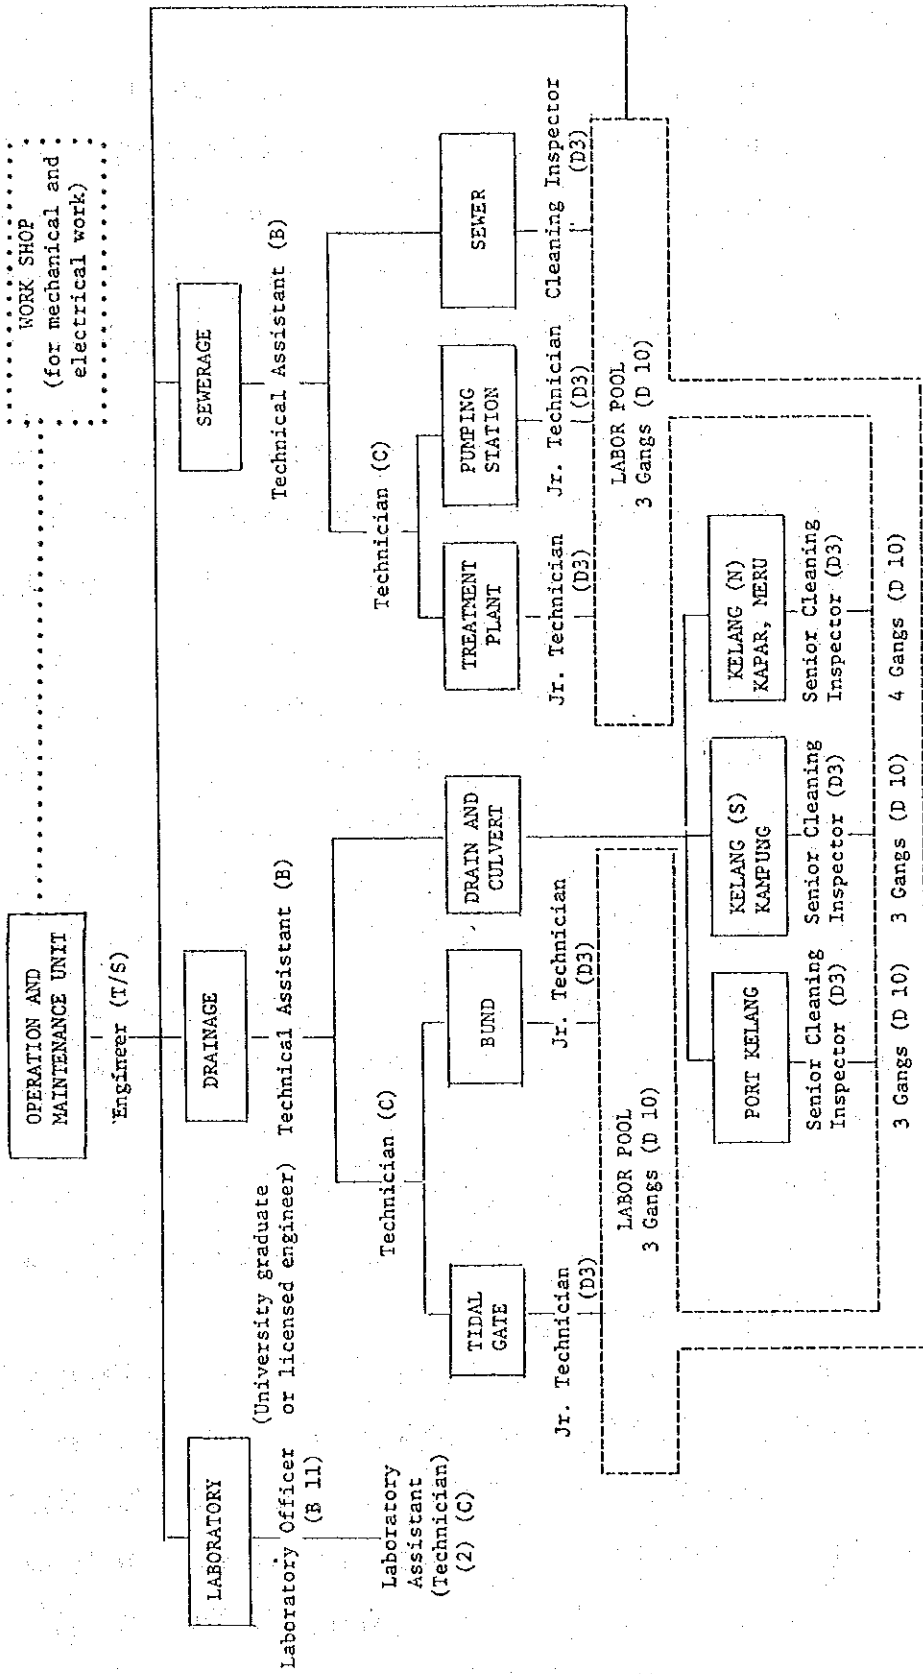 OPERATION AND
MAINTENANCE UNIT
WORK SHOP
(for mechanical and
electrical work)
Engineer (T/S)
LABORATORY
DRAINAGE
SEWERAGE
Laboratory Officer
(B 11)
(University graduate
or licensed engineer)
Technical Assistant (B)
Technical Assistant (B)
Laboratory
Assistant
(Technician)
(2) (C)
Technician (C)
Technician (C)
TIDAL
GATE
BUND
DRAIN AND
CULVERT
TREATMENT
PLANT
PUMPING
STATION
SEWER
Jr. Technician
(D3)
Jr. Technician
(D3)
Jr. Technician
(D3)
Jr. Technician
(D3)
Cleaning Inspector
(D3)
LABOR POOL
3 Gangs (D 10)
LABOR POOL
3 Gangs (D 10)
PORT KELANG
KELANG (S)
KAMPUNG
KELANG (N)
KAPAR, MERU
Senior Cleaning
Inspector (D3)
Senior Cleaning
Inspector (D3)
Senior Cleaning
Inspector (D3)
3 Gangs (D 10)
3 Gangs (D 10)
4 Gangs (D 10)